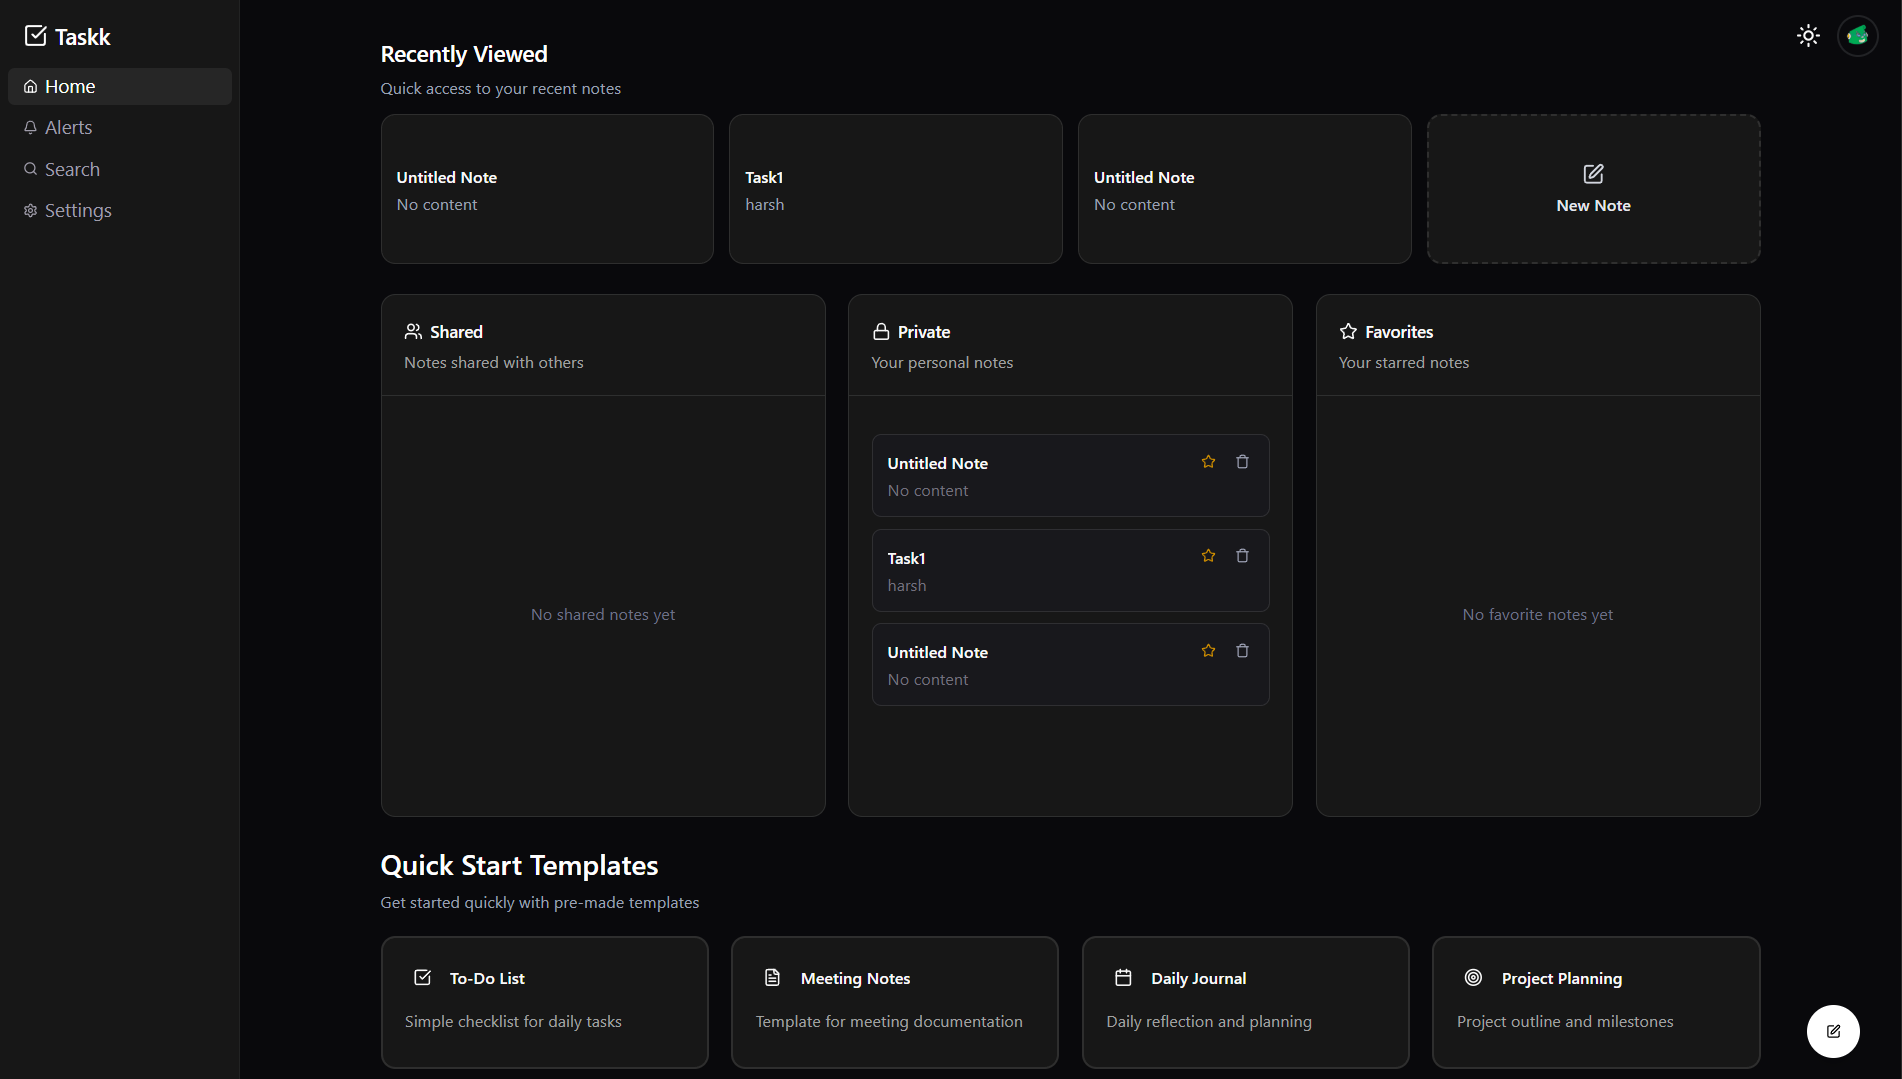 Taskk
Home
Alerts
Search
Settings
Recently Viewed
Quick access to your recent notes
Untitled Note
No content
Task1
harsh
Untitled Note
No content
New Note
Shared
Notes shared with others
No shared notes yet
Private
Your personal notes
Untitled Note
No content
Task1
harsh
Untitled Note
No content
Favorites
Your starred notes
No favorite notes yet
Quick Start Templates
Get started quickly with pre-made templates
To-Do List
Simple checklist for daily tasks
Meeting Notes
Template for meeting documentation
Daily Journal
Daily reflection and planning
Project Planning
Project outline and milestones